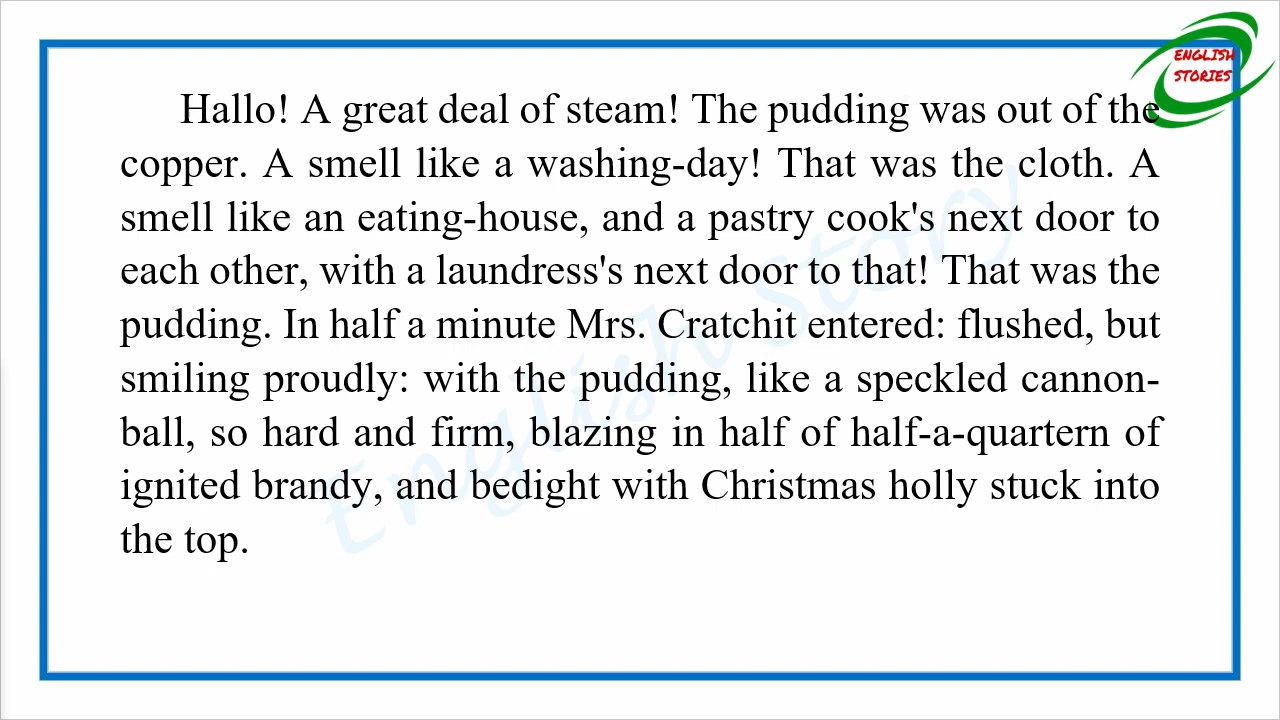 ENGLISH
STORIES
Hallo! A great deal of steam! The pudding was out of the
copper. A smell like a washing-day! That was the cloth. A
smell like an eating-house, and a pastry cook's next door to
each other, with a laundress's next door to that! That was the
pudding. In half a minute Mrs. Cratchit entered: flushed, but
smiling proudly: with the pudding, like a speckled cannon-
ball, so hard and firm, blazing in half of half-a-quartern of
ignited brandy, and bedight with Christmas holly stuck into
the top.
English Story